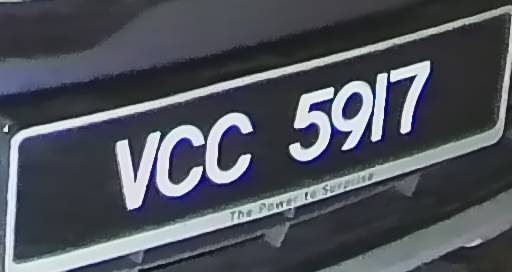 VCC 5917
The Power to Surprise